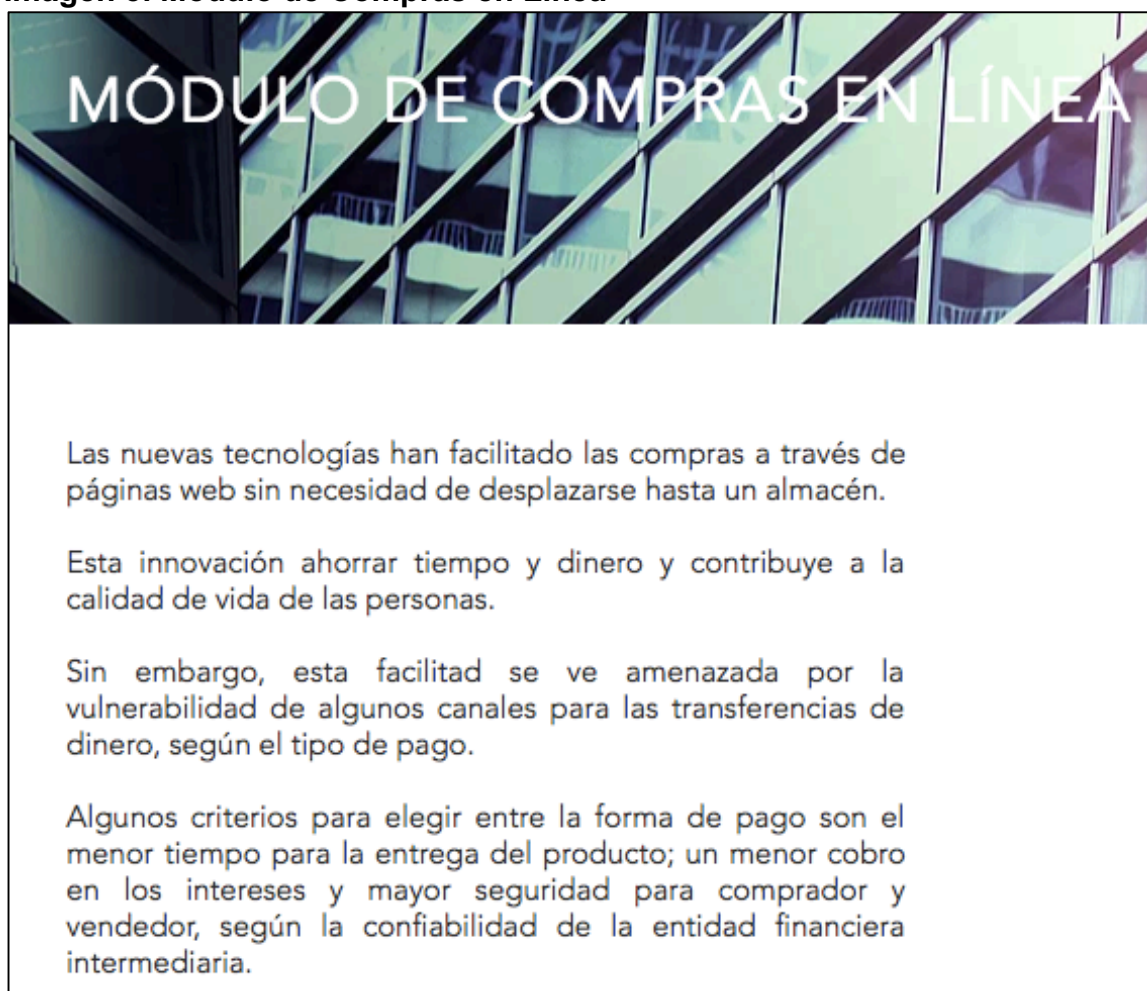 MÓDULO DE COMPRAS EN LÍNEA
Las nuevas tecnologías han facilitado las compras a través de
páginas web sin necesidad de desplazarse hasta un almacén.
Esta innovación ahorrar tiempo y dinero y contribuye a la
calidad de vida de las personas.
Sin embargo, esta facilitad se ve amenazada por la
vulnerabilidad de algunos canales para las transferencias de
dinero, según el tipo de pago.
Algunos criterios para elegir entre la forma de pago son el
menor tiempo para la entrega del producto; un menor cobro
en los intereses y mayor seguridad para comprador y
vendedor, según la confiabilidad de la entidad financiera
intermediaria.